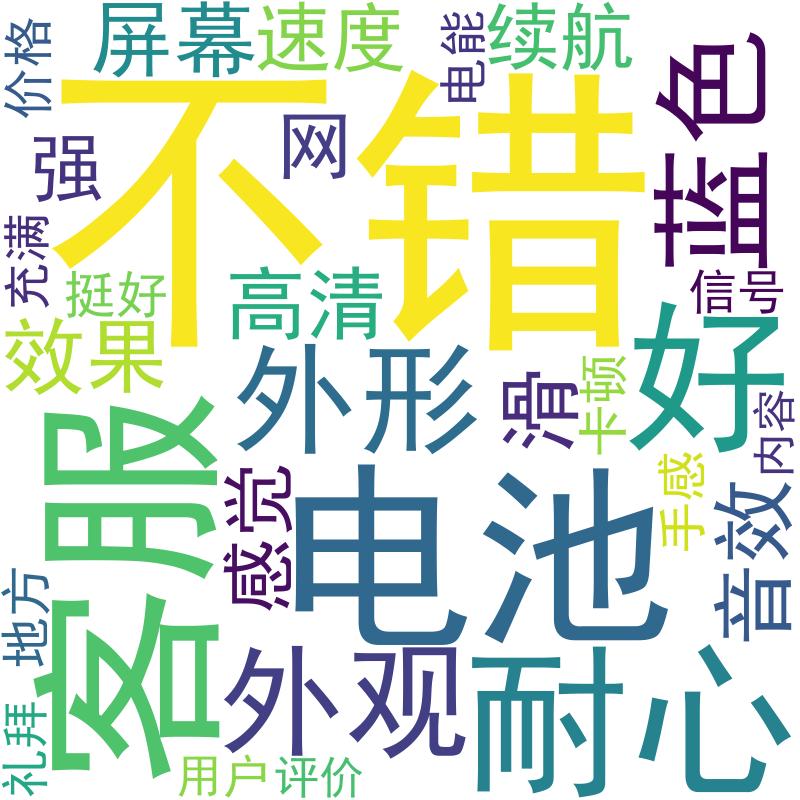 价格
屏幕
速度
电能
续航
蓝色
不错
网
强
充满
挺好
高清
信号
效果
外形
滑
卡顿
好
内容
客服
感觉
电池
手感
音效
地方
外观
耐心
礼拜
用户评价